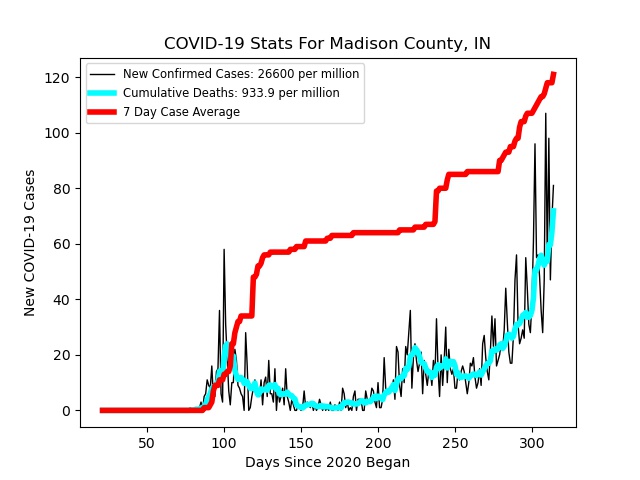 COVID-19 Stats For Madison County, IN
New Confirmed Cases: 26600 per million
Cumulative Deaths: 933.9 per million
7 Day Case Average
120
100
80
60
40
20
0
New COVID-19 Cases
50 100 150 200 250 300
Days Since 2020 Began